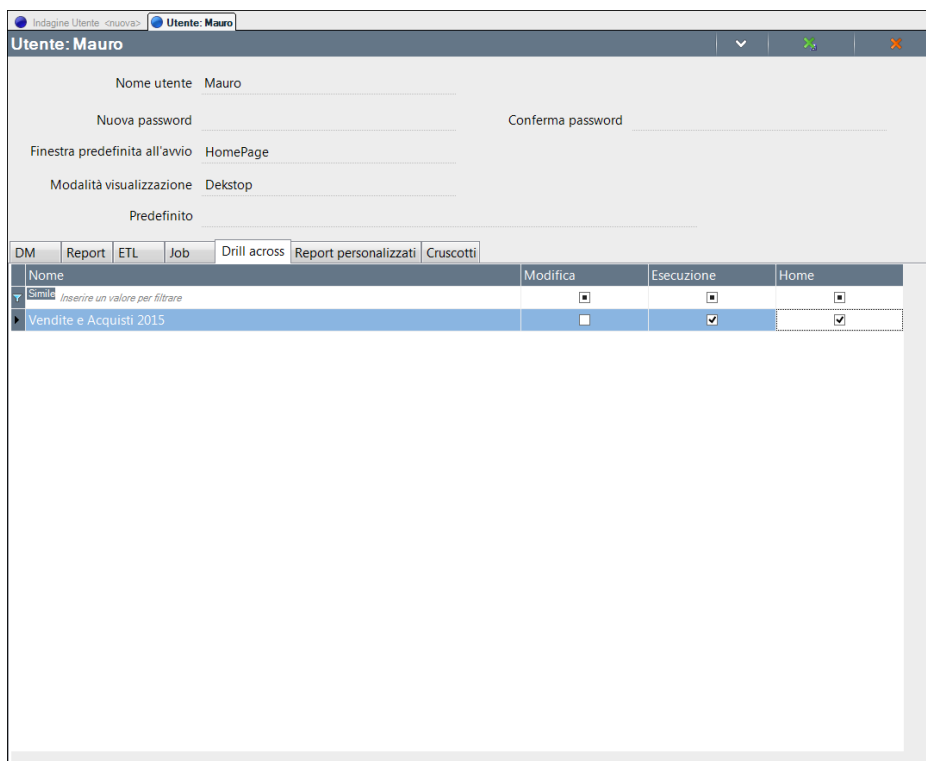 Indagine Utente <nuova> Utente: Mauro
Utente: Mauro
Nome utente Mauro
Nuova password Conferma password
Finestra predefinita all'avvio HomePage
Modalità visualizzazione Dekstop
Predefinito
DM Report ETL Job Drill across Report personalizzati Cruscotti
Nome Modifica Esecuzione Home
Simile Inserire un valore per filtrare
Vendite e Acquisti 2015